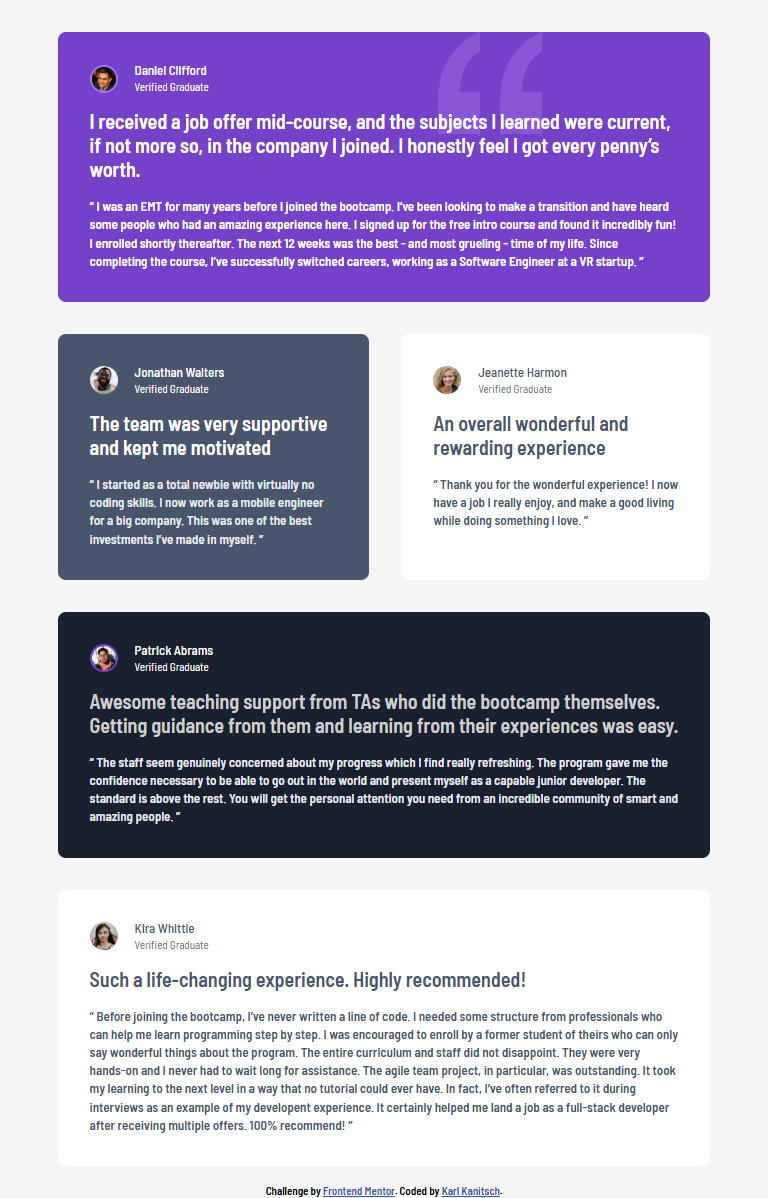 Daniel Clifford
Verified Graduate
I received a job offer mid-course, and the subjects I learned were current,
if not more so, in the company I joined. I honestly feel I got every penny’s
worth.
“ I was an EMT for many years before I joined the bootcamp. I’ve been looking to make a transition and have heard
some people who had an amazing experience here. I signed up for the free intro course and found it incredibly fun!
I enrolled shortly thereafter. The next 12 weeks was the best - and most grueling - time of my life. Since
completing the course, I’ve successfully switched careers, working as a Software Engineer at a VR startup. ”
Jonathan Walters
Verified Graduate
The team was very supportive
and kept me motivated
“ I started as a total newbie with virtually no
coding skills. I now work as a mobile engineer
for a big company. This was one of the best
investments I’ve made in myself. ”
Jeanette Harmon
Verified Graduate
An overall wonderful and
rewarding experience
“ Thank you for the wonderful experience! I now
have a job I really enjoy, and make a good living
while doing something I love. ”
Patrick Abrams
Verified Graduate
Awesome teaching support from TAs who did the bootcamp themselves.
Getting guidance from them and learning from their experiences was easy.
“ The staff seem genuinely concerned about my progress which I find really refreshing. The program gave me the
confidence necessary to be able to go out in the world and present myself as a capable junior developer. The
standard is above the rest. You will get the personal attention you need from an incredible community of smart and
amazing people. ”
Kira Whittle
Verified Graduate
Such a life-changing experience. Highly recommended!
“ Before joining the bootcamp, I’ve never written a line of code. I needed some structure from professionals who
can help me learn programming step by step. I was encouraged to enroll by a former student of theirs who can only
say wonderful things about the program. The entire curriculum and staff did not disappoint. They were very
hands-on and I never had to wait long for assistance. The agile team project, in particular, was outstanding. It took
my learning to the next level in a way that no tutorial could ever have. In fact, I’ve often referred to it during
interviews as an example of my developent experience. It certainly helped me land a job as a full-stack developer
after receiving multiple offers. 100% recommend! ”
Challenge by Frontend Mentor. Coded by Karl Kanitsch.